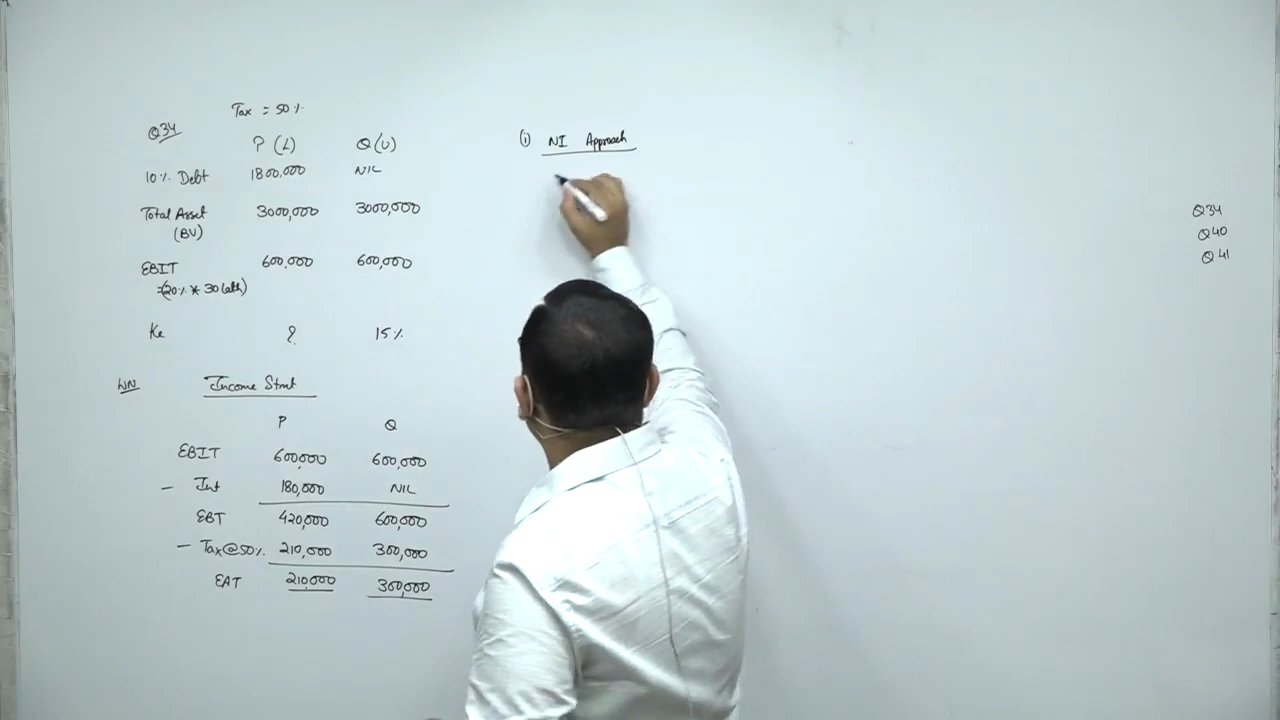 Tax = 50%
Q34
P (L) Q (U)
10% Debt 1800,000 NIL
Total Asset 3000,000 3000,000
(BV)
EBIT 600,000 600,000
=(20% * 30 lakh)
Ke ? 15%
WN Income Stmt
P Q
EBIT 600,000 600,000
- Int 180,000 NIL
EBT 420,000 600,000
- Tax@50% 210,000 300,000
EAT 210,000 300,000
(i) NI Approach
Q34
Q40
Q41